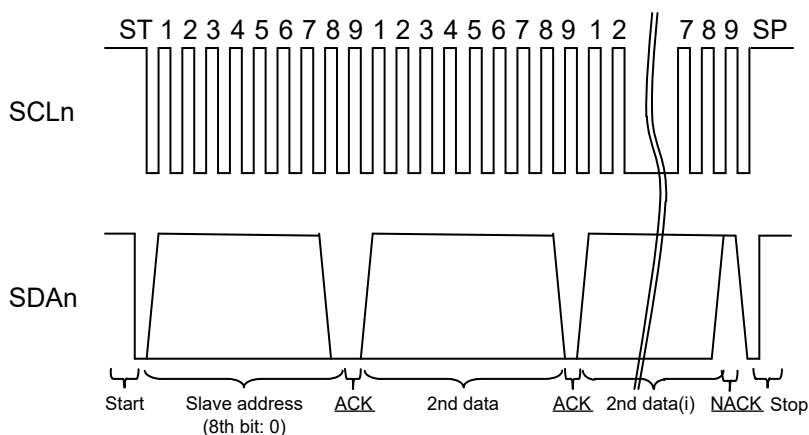 ST 1 2 3 4 5 6 7 8 9 1 2 3 4 5 6 7 8 9 1 2 7 8 9 SP
SCLn
SDAn
Start Slave address ACK 2nd data ACK 2nd data(i) NACK Stop
(8th bit: 0)